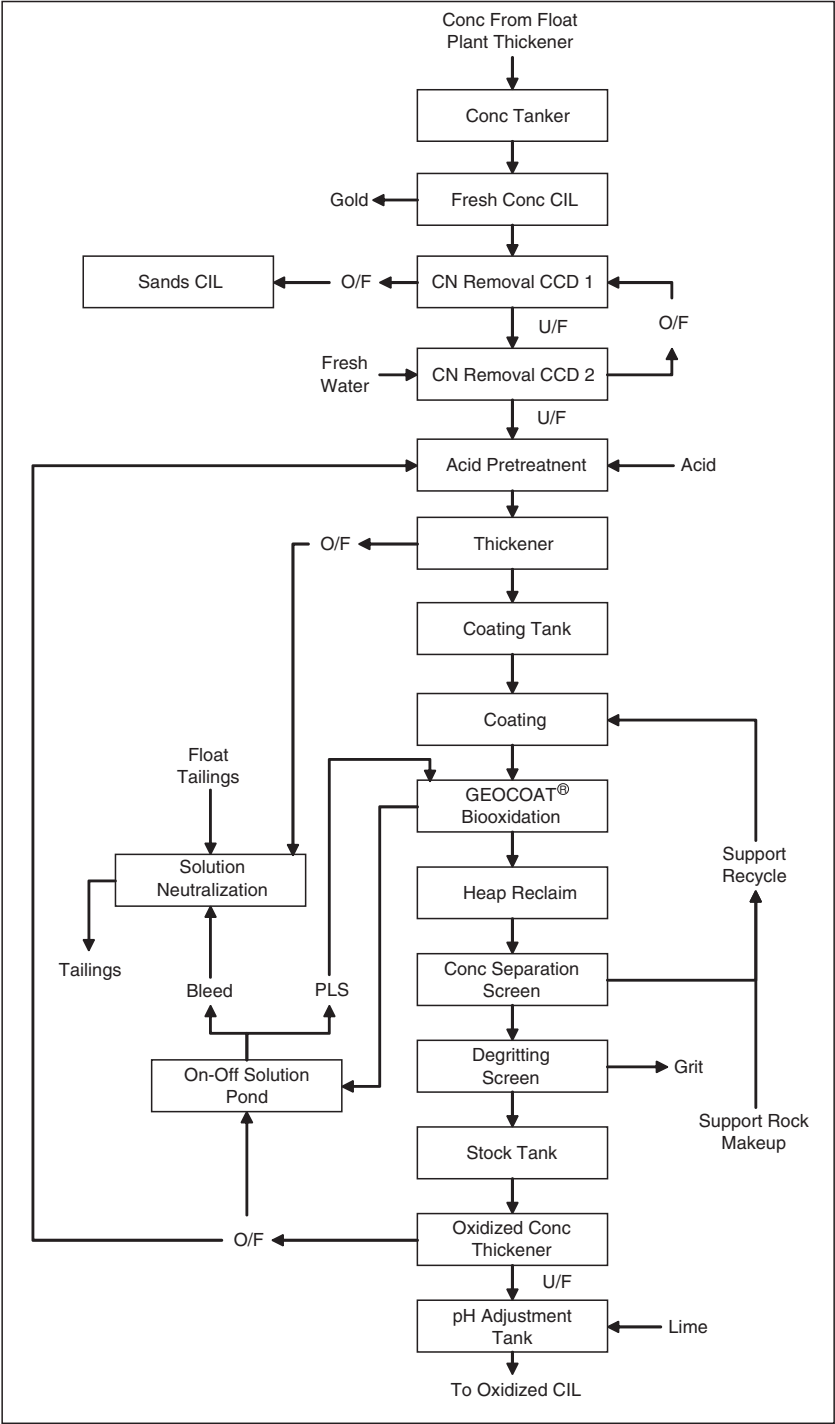 Conc From Float
Plant Thickener
Conc Tanker
Gold
Fresh Conc CIL
Sands CIL
O/F
CN Removal CCD 1
U/F
O/F
Fresh
Water
CN Removal CCD 2
U/F
Acid Pretreatnent
Acid
O/F
Thickener
Coating Tank
Coating
Float
Tailings
GEOCOAT®
Biooxidation
Solution
Neutralization
Support
Recycle
Heap Reclaim
Tailings
Bleed
PLS
Conc Separation
Screen
On-Off Solution
Pond
Degritting
Screen
Grit
Support Rock
Makeup
Stock Tank
O/F
Oxidized Conc
Thickener
U/F
pH Adjustment
Tank
Lime
To Oxidized CIL